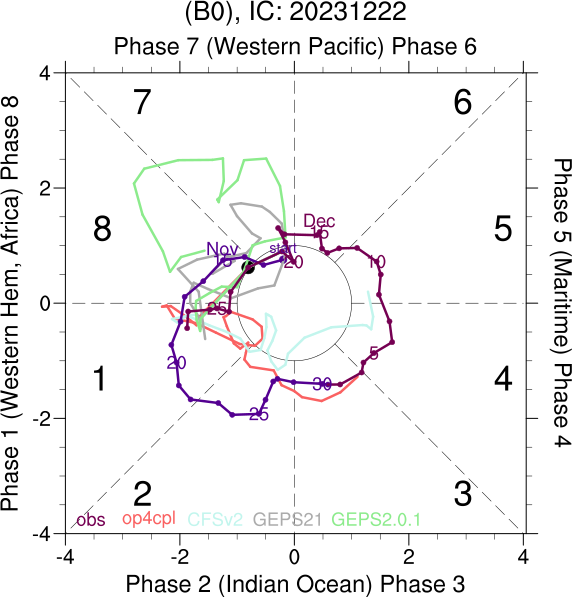 (B0), IC: 20231222
Phase 7 (Western Pacific) Phase 6
Phase 1 (Western Hem, Africa) Phase 8
Phase 5 (Maritime) Phase 4
4
2
0
-2
-4
7
6
8
5
1
4
2
3
Dec
15
Nov
15
start
20
10
25
5
20
30
25
obs op4cpl CFSv2 GEPS21 GEPS2.0.1
-4 -2 0 2 4
Phase 2 (Indian Ocean) Phase 3